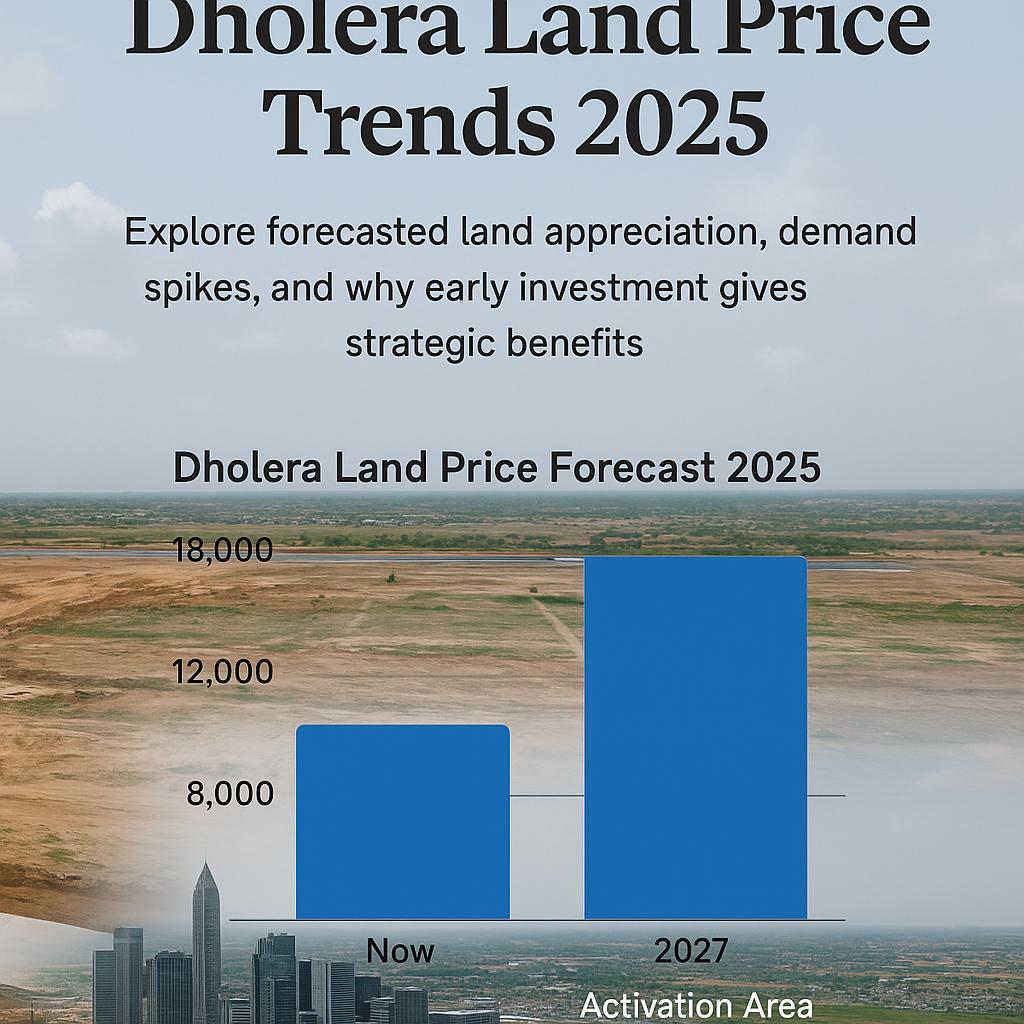 Dholera Land Price
Trends 2025
Explore forecasted land appreciation, demand
spikes, and why early investment gives
strategic benefits
Dholera Land Price Forecast 2025
18,000
12,000
8,000
Now
2027
Activation Area